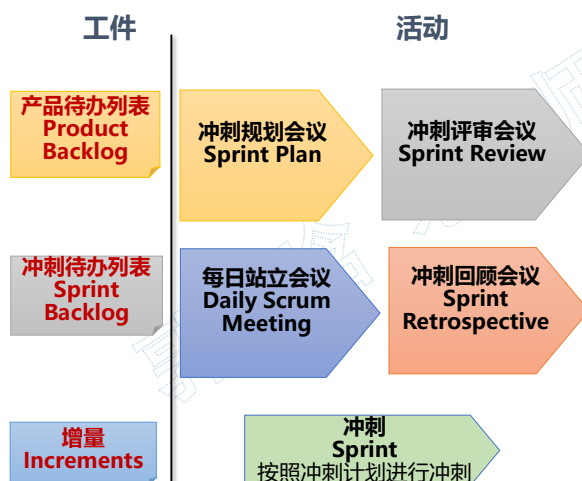 工件
活动
产品待办列表
Product
Backlog
冲刺规划会议
Sprint Plan
冲刺评审会议
Sprint Review
冲刺待办列表
Sprint
Backlog
每日站立会议
Daily Scrum
Meeting
冲刺回顾会议
Sprint
Retrospective
增量
Increments
冲刺
Sprint
按照冲刺计划进行冲刺